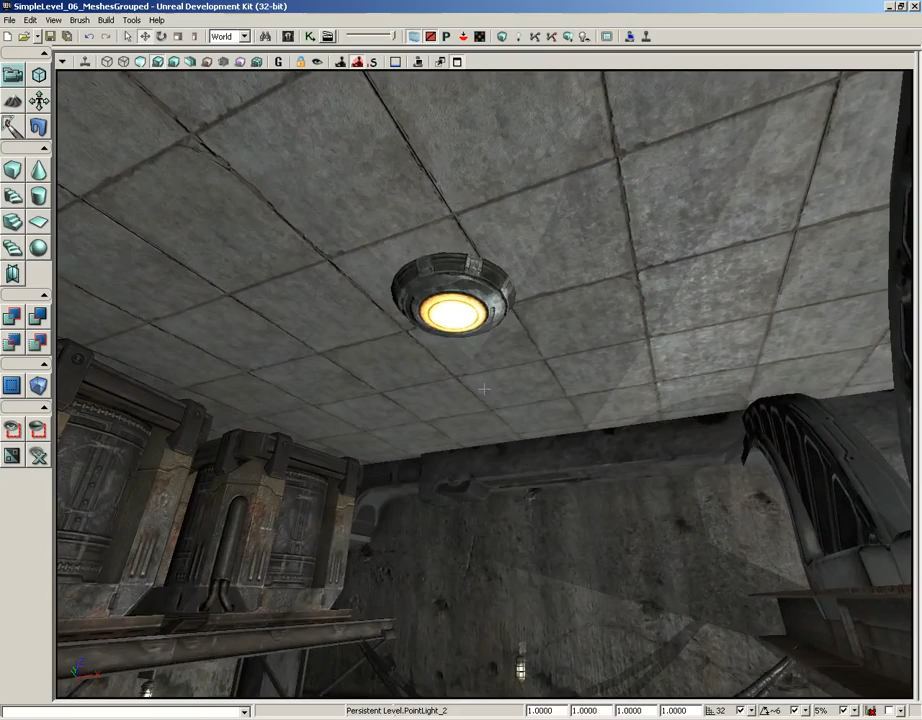 SimpleLevel_06_MeshesGrouped - Unreal Development Kit (32-bit)
File Edit View Brush Build Tools Help
World
G
S
Persistent Level.PointLight_2 1.0000 1.0000 1.0000 1.0000 32 ~6 5%